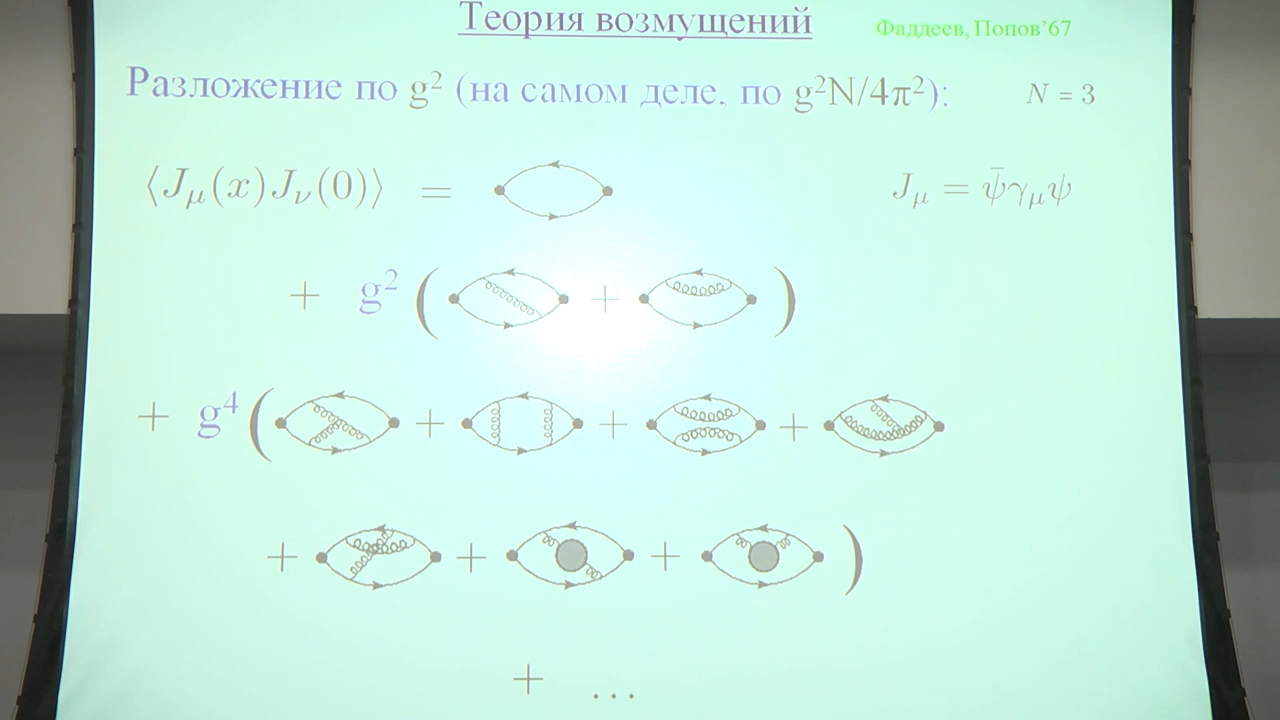 Теория возмущений
Фаддеев, Попов'67
Разложение по g² (на самом деле, по g²N/4π²): N = 3
⟨J_μ(x)J_ν(0)⟩ = J_μ = ψ̄γ_μψ
+ g² ( + )
+ g⁴ ( + + +
+ + + )
+ ...